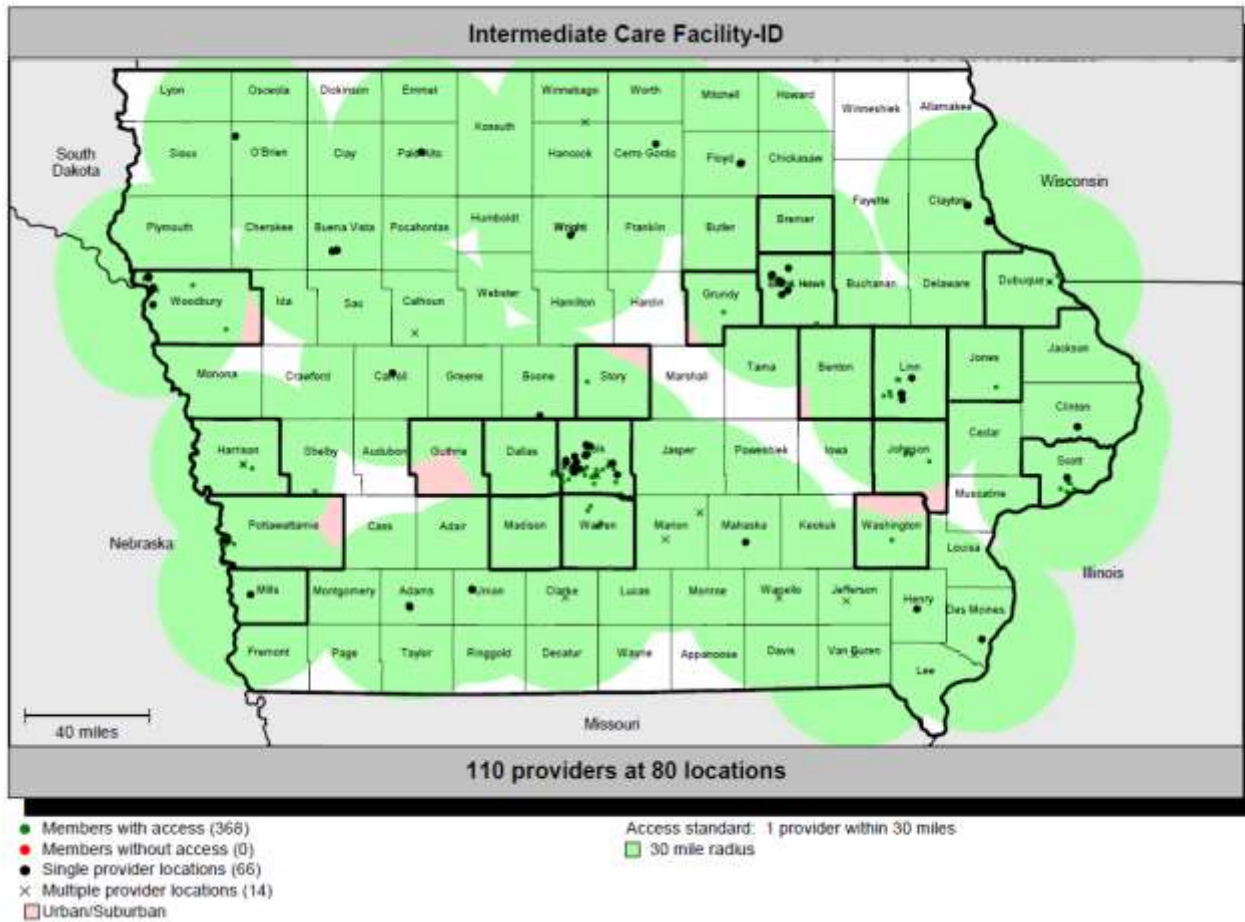 Intermediate Care Facility-ID
Lyon Osceola Dickinson Emmet Kossuth Winnebago Worth Mitchell Howard Winneshiek Allamakee
South
Dakota
Sioux O'Brien Clay Palo Alto Hancock Cerro Gordo Floyd Chickasaw
Wisconsin
Fayette Clayton
Plymouth Cherokee Buena Vista Pocahontas Humboldt Wright Franklin Butler Bremer
Woodbury Ida Sac Calhoun Webster Hamilton Hardin Grundy Black Hawk Buchanan Delaware Dubuque
Monona Crawford Carroll Greene Boone Story Marshall Tama Benton Linn Jones Jackson
Clinton
Harrison Shelby Audubon Guthrie Dallas Jasper Poweshiek Iowa Johnson Cedar
Scott
Muscatine
Nebraska
Pottawattamie Cass Adair Madison Warren Marion Mahaska Keokuk Washington
Louisa
Illinois
Mills Montgomery Adams Union Clarke Lucas Monroe Wapello Jefferson Henry Des Moines
Fremont Page Taylor Ringgold Decatur Wayne Appanoose Davis Van Buren Lee
40 miles
Missouri
110 providers at 80 locations
Members with access (368)
Members without access (0)
Single provider locations (66)
Multiple provider locations (14)
Urban/Suburban
Access standard: 1 provider within 30 miles
30 mile radius